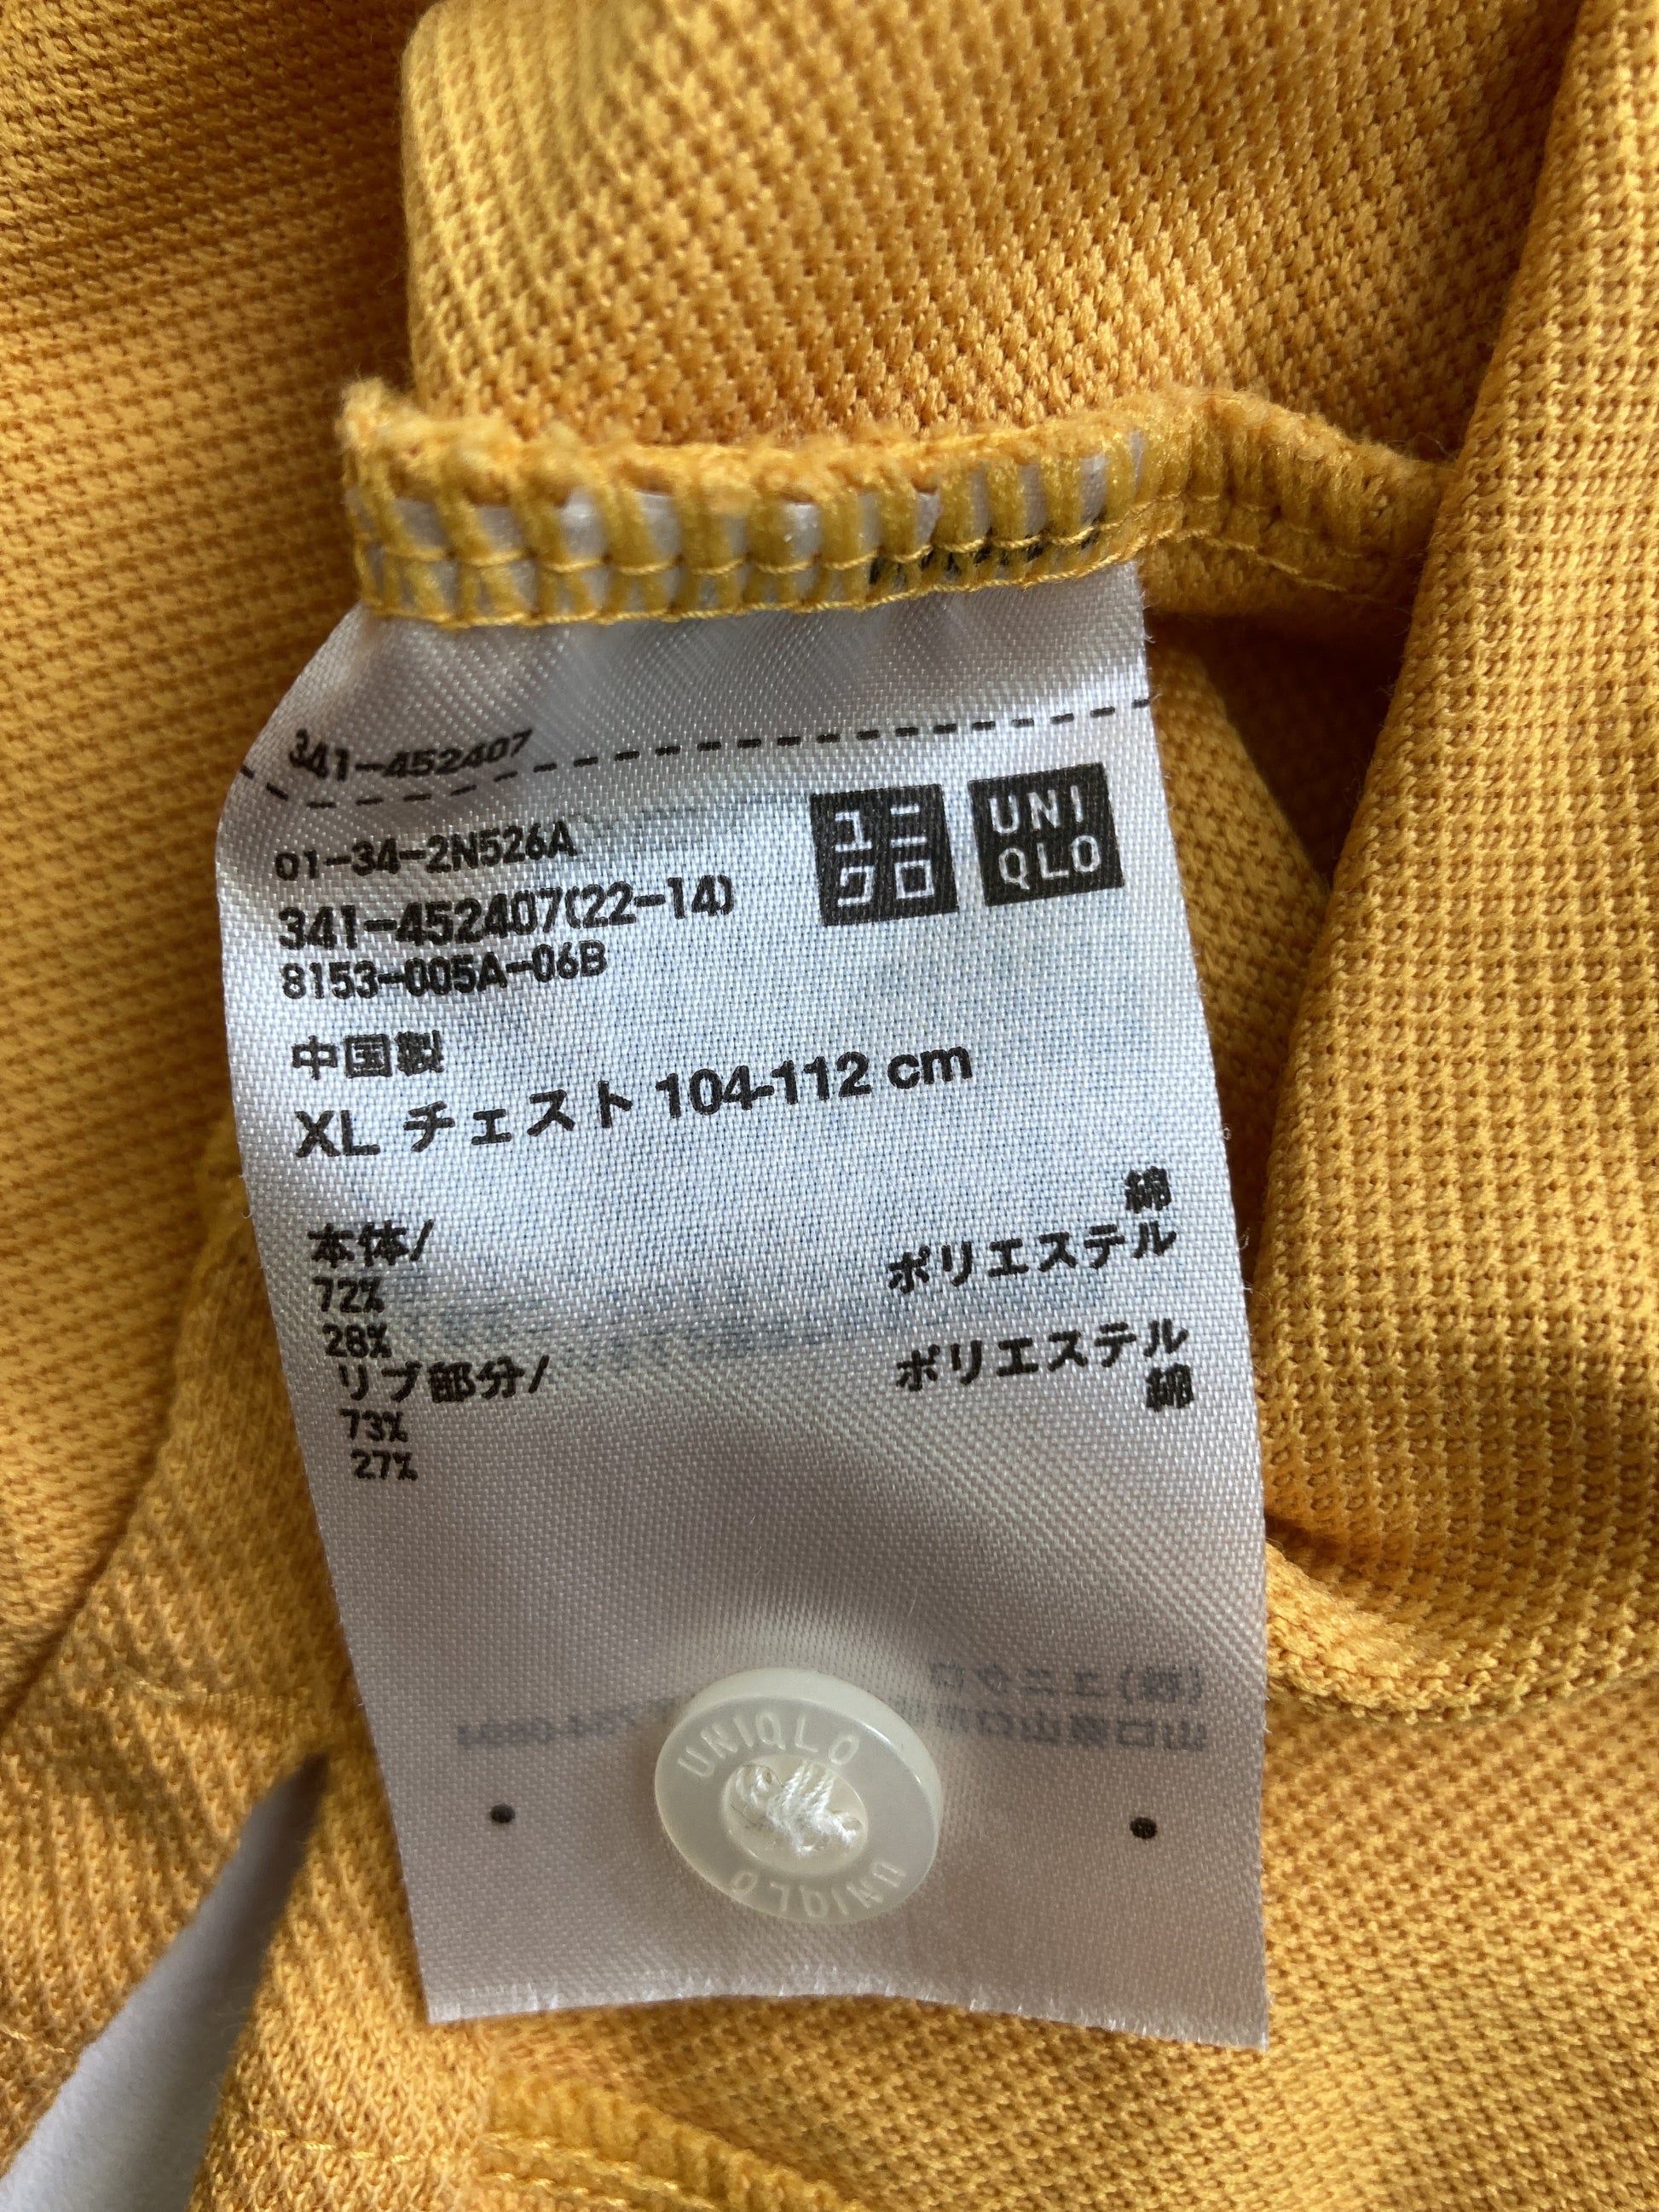 341-452407
01-34-2N526A
341-452407(22-14)
8153-005A-06B
ユニ
クロ
UNI
QLO
中国製
XL チェスト 104-112 cm
本体/
綿
72%
ポリエステル
28%
リブ部分/
ポリエステル
73%
綿
27%
UNIQLO
UNIQLO